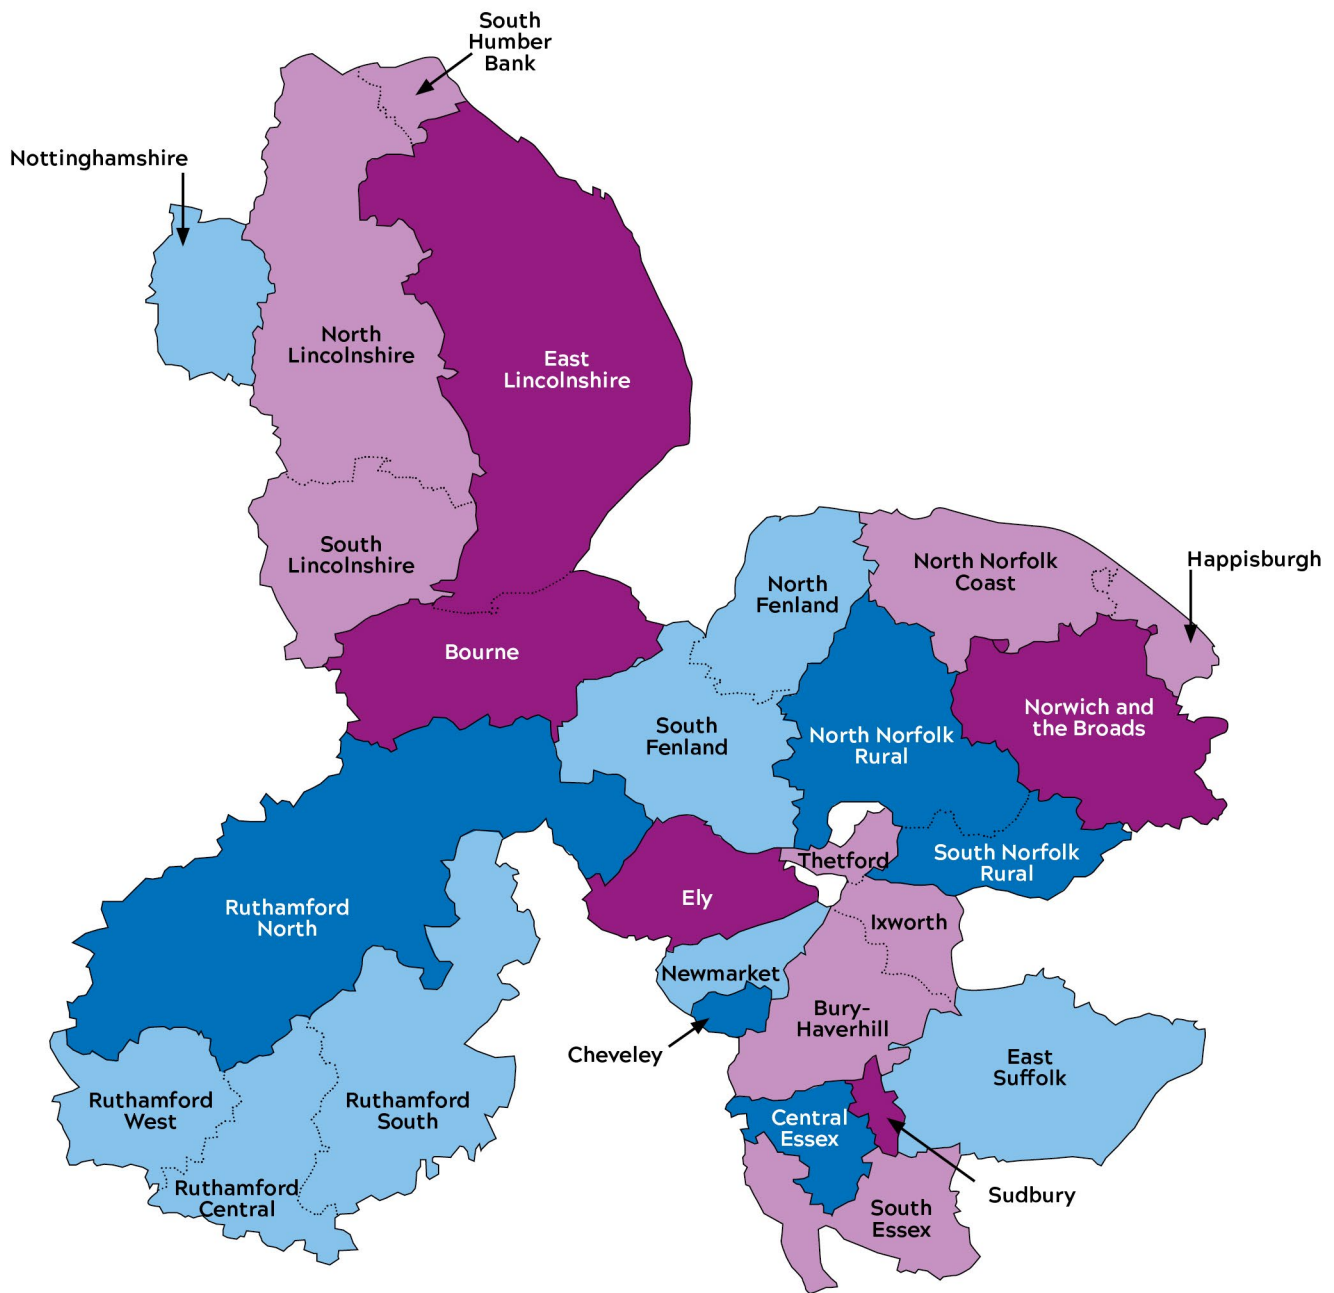 South
Humber
Bank
Nottinghamshire
North
Lincolnshire
East
Lincolnshire
South
Lincolnshire
North Norfolk
Coast
Happisburgh
North
Fenland
Bourne
Norwich and
the Broads
South
Fenland
North Norfolk
Rural
Thetford
South Norfolk
Rural
Ely
Ruthamford
North
Ixworth
Newmarket
Bury-
Haverhill
Cheveley
East
Suffolk
Ruthamford
West
Ruthamford
South
Central
Essex
Ruthamford
Central
Sudbury
South
Essex